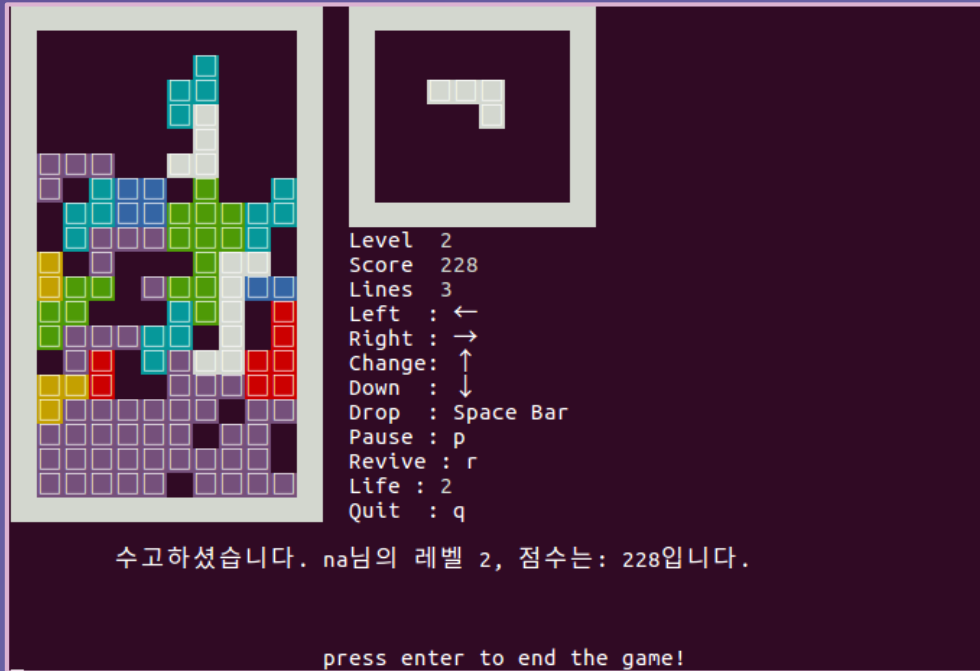 Level 2
Score 228
Lines 3
Left : ←
Right : →
Change: ↑
Down : ↓
Drop : Space Bar
Pause : p
Revive : r
Life : 2
Quit : q
수고하셨습니다. na님의 레벨 2, 점수는: 228입니다.
press enter to end the game!